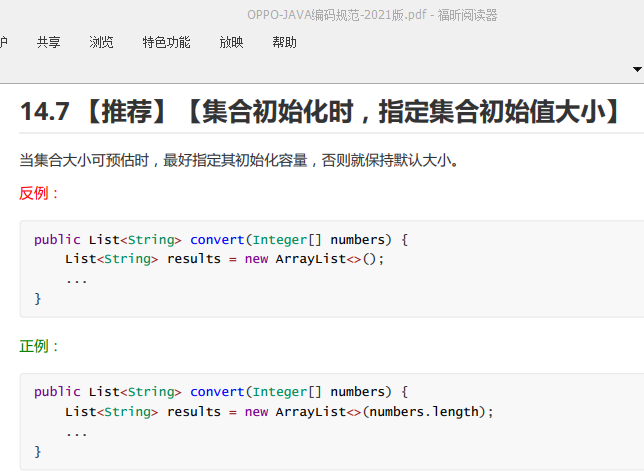 OPPO-JAVA编码规范-2021版.pdf - 福昕阅读器
共享 浏览 特色功能 放映 帮助
14.7 【推荐】【集合初始化时，指定集合初始值大小】
当集合大小可预估时，最好指定其初始化容量，否则就保持默认大小。
反例：
public List<String> convert(Integer[] numbers) {
    List<String> results = new ArrayList<>();
    ...
}
正例：
public List<String> convert(Integer[] numbers) {
    List<String> results = new ArrayList<>(numbers.length);
    ...
}